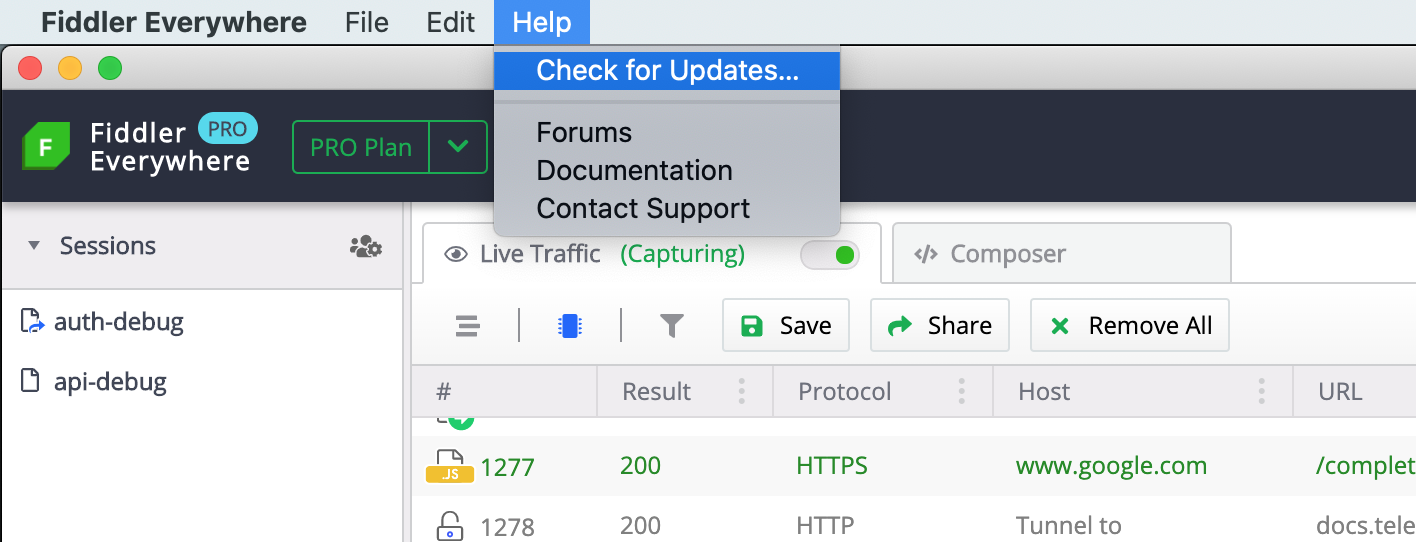 Fiddler Everywhere File Edit Help
Check for Updates...
Forums
Documentation
Contact Support
F
Fiddler PRO
Everywhere
PRO Plan
Sessions
auth-debug
api-debug
Live Traffic (Capturing)
Composer
Save Share Remove All
# Result Protocol Host URL
JS 1277 200 HTTPS www.google.com /complet
1278 200 HTTP Tunnel to docs.tele